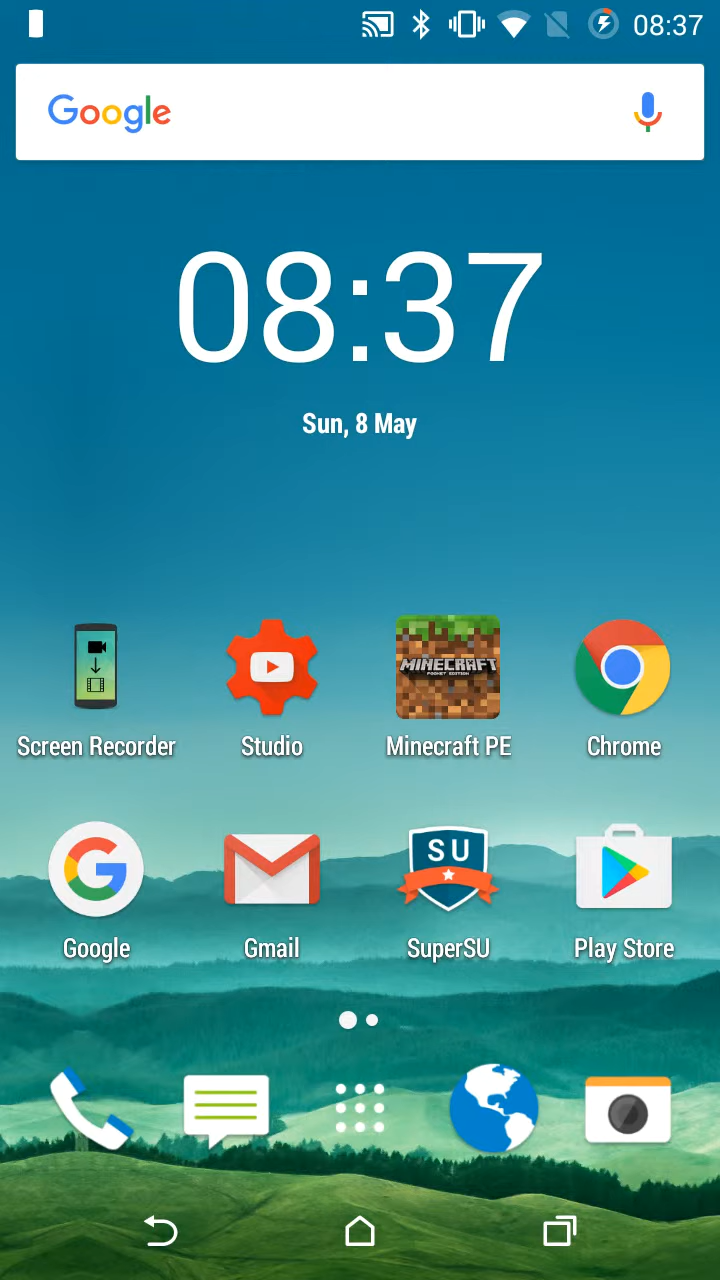 08:37
Google
08:37
Sun, 8 May
MINECRAFT
POCKET EDITION
Screen Recorder
Studio
Minecraft PE
Chrome
G
SU
Google
Gmail
SuperSU
Play Store